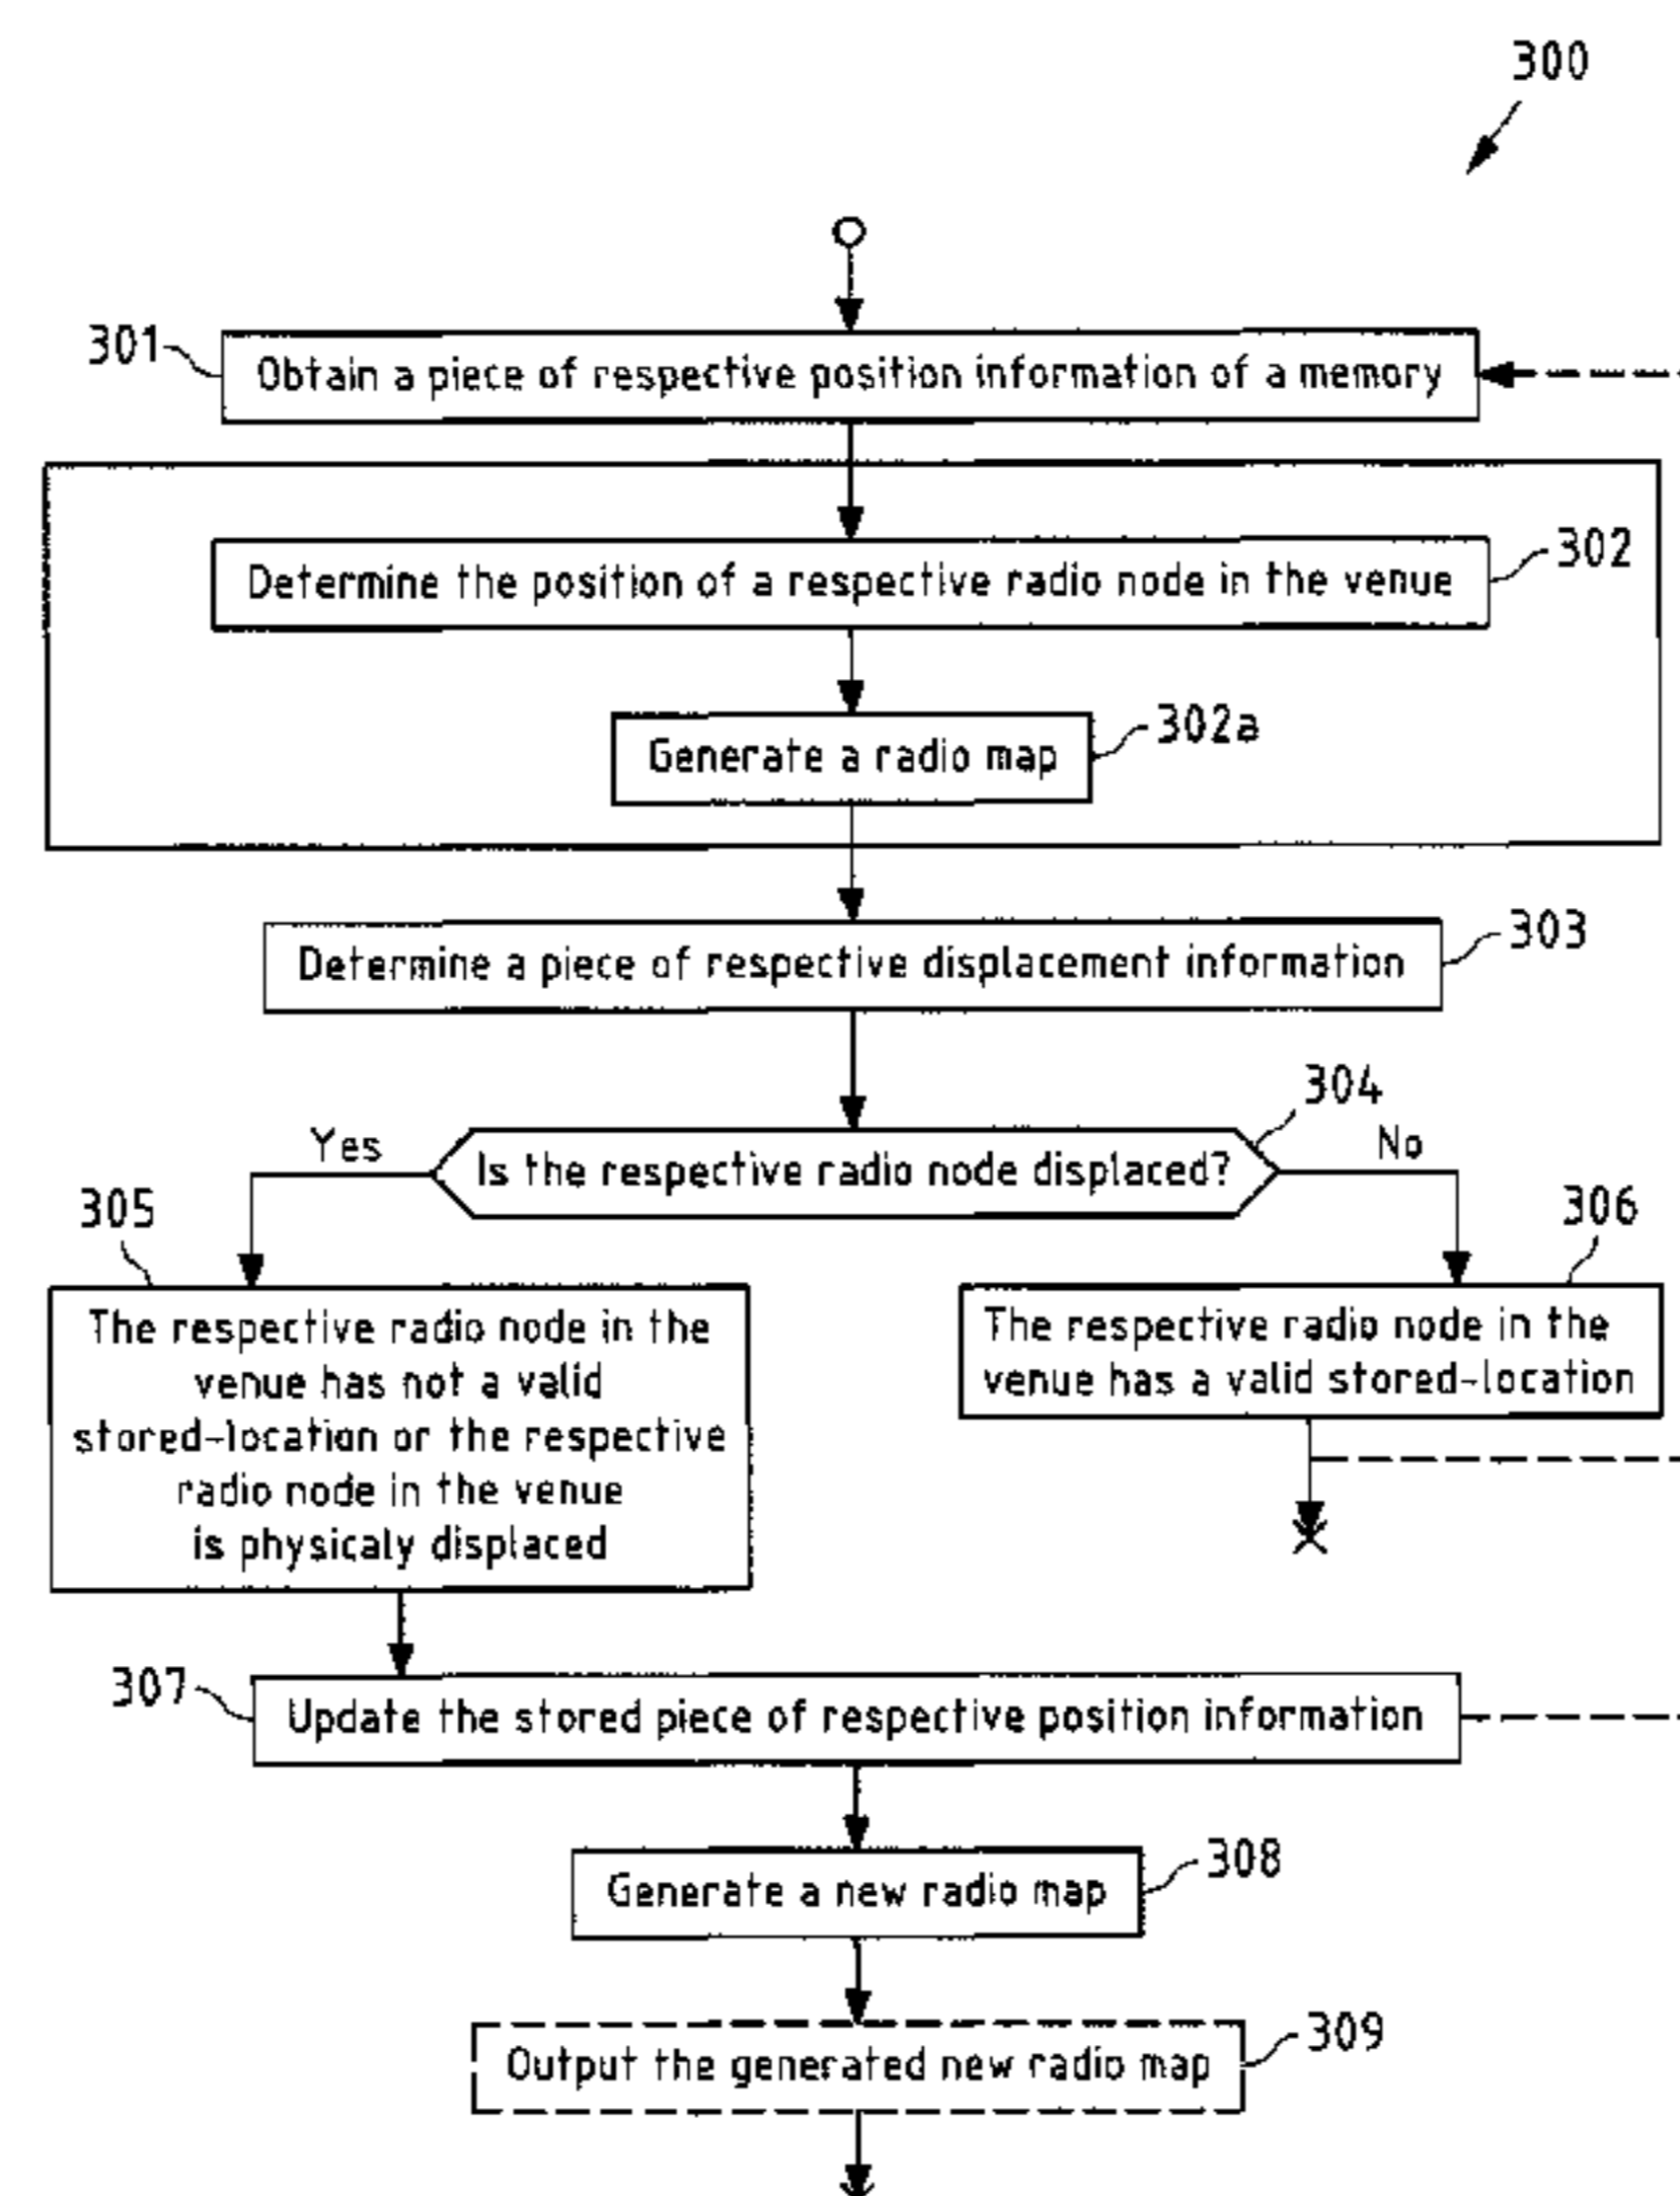 300
301
Obtain a piece of respective position information of a memory
302
Determine the position of a respective radio node in the venue
302a
Generate a radio map
303
Determine a piece of respective displacement information
304
Yes
Is the respective radio node displaced?
No
305
306
The respective radio node in the
venue has not a valid
stored-location or the respective
radio node in the venue
is physicaly displaced
The respective radio node in the
venue has a valid stored-location
307
Update the stored piece of respective position information
308
Generate a new radio map
309
Output the generated new radio map